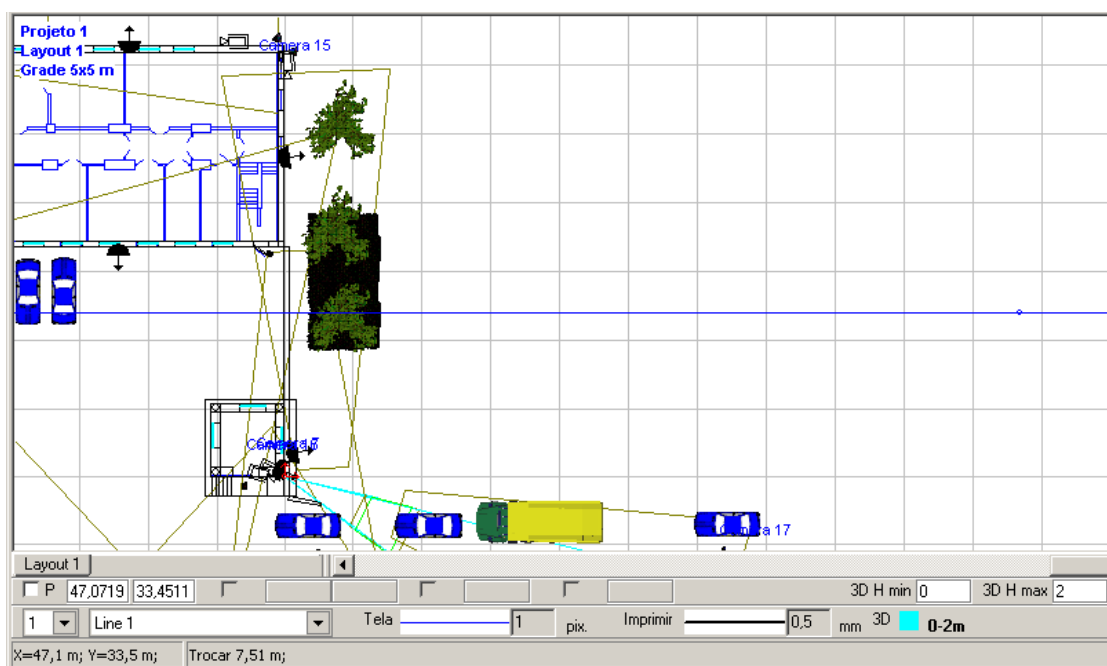 Projeto 1
Layout 1
Grade 5x5 m
Camera 15
Camera 17
Layout 1
P 47,0719 33,4511 3D H min 0 3D H max 2
1 Line 1 Tela 1 pix. Imprimir 0,5 mm 3D 0-2m
X=47,1 m; Y=33,5 m; Trocar 7,51 m;